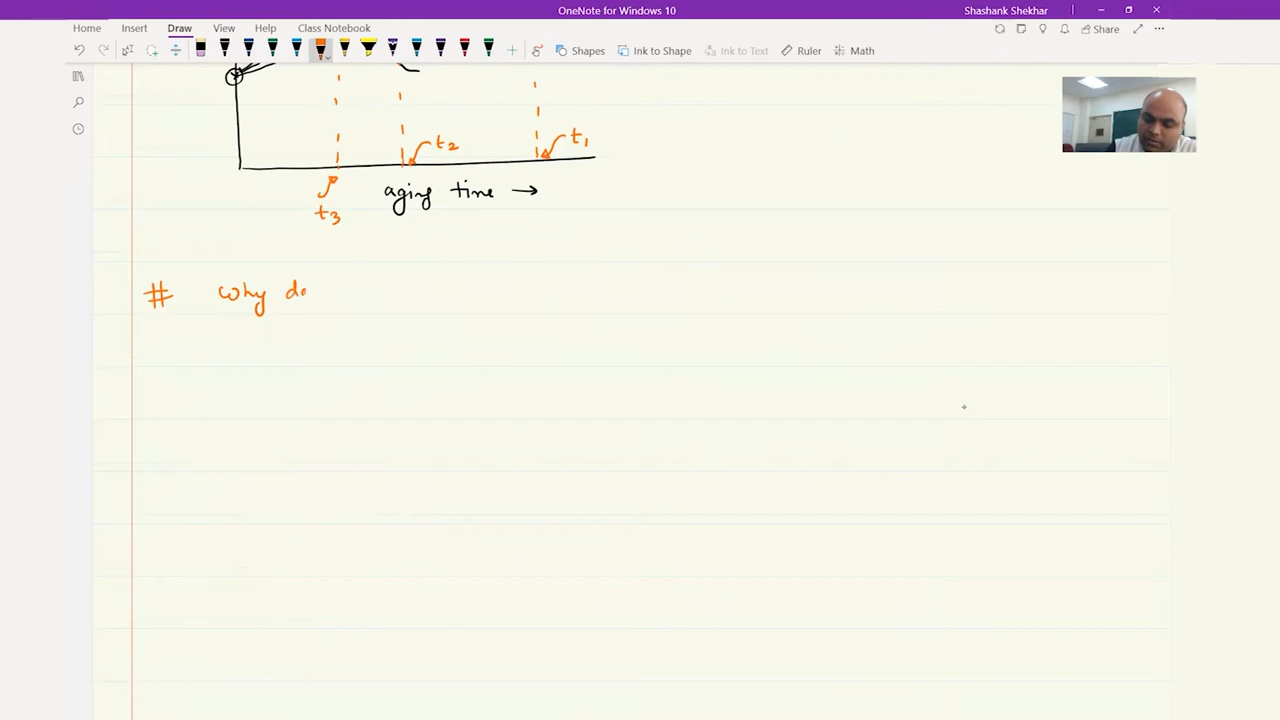 OneNote for Windows 10
Shashank Shekhar
Home Insert Draw View Help Class Notebook
Share
Shapes Ink to Shape Ink to Text Ruler Math
t2
t1
aging time →
t3
# Why do